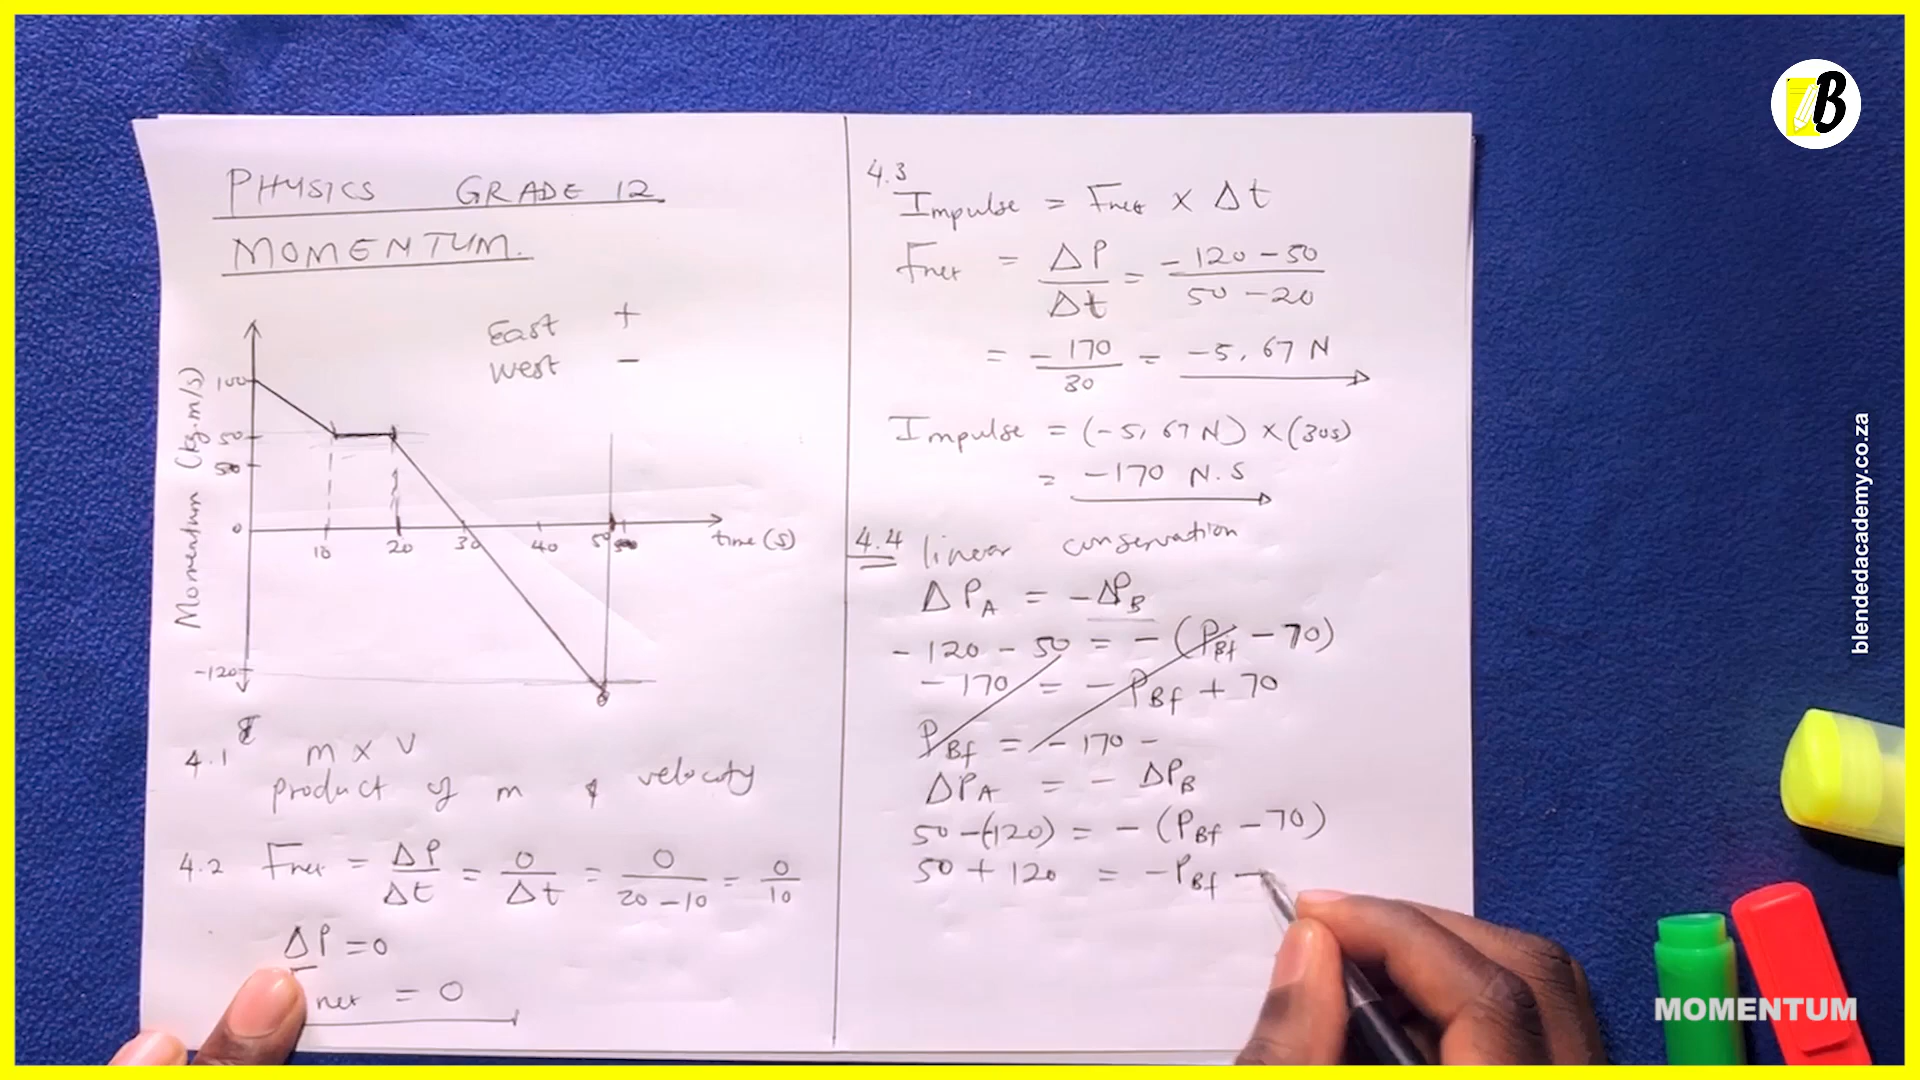 PHYSICS GRADE 12
MOMENTUM.
East +
West -
Momentum (kg.m/s)
100
50
0
-120
10 20 30 40 50
time (s)
4.1 m x v
product of m & velocity
4.2 Fnet = ΔP/Δt = 0/Δt = 0/20-10 = 0/10
ΔP = 0
net = 0
4.3
Impulse = Fnet x Δt
Fnet = ΔP/Δt = -120-50/50-20
= -170/30 = -5,67 N
Impulse = (-5,67N) x (30s)
= -170 N.S
4.4 linear conservation
ΔPA = -ΔPB
-120 - 50 = -(PBf - 70)
-170 = -PBf + 70
PBf = -170 -
ΔPA = - ΔPB
50-(-120) = - (PBf - 70)
50 + 120 = -PBf -
B
blendedacademy.co.za
MOMENTUM